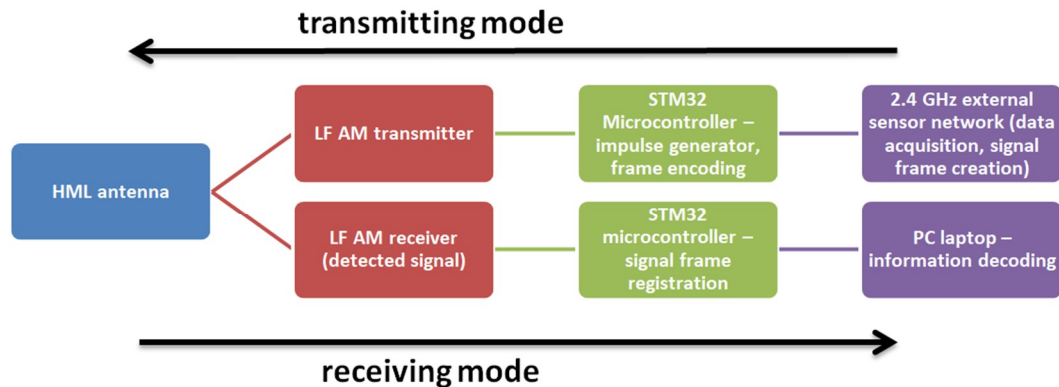 transmitting mode
HML antenna
LF AM transmitter
STM32
Microcontroller –
impulse generator,
frame encoding
2.4 GHz external
sensor network (data
acquisition, signal
frame creation)
LF AM receiver
(detected signal)
STM32
microcontroller –
signal frame
registration
PC laptop –
information decoding
receiving mode